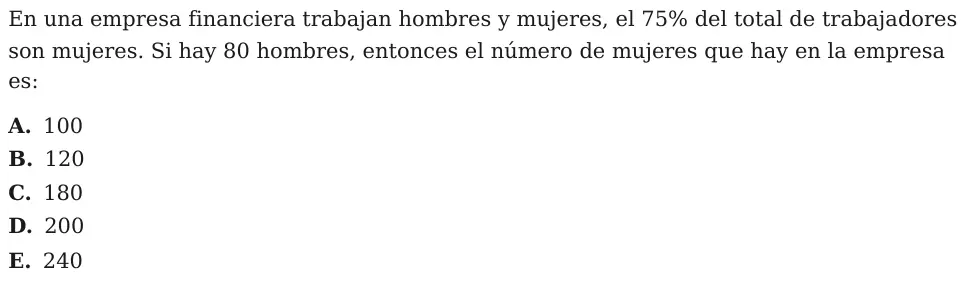 En una empresa financiera trabajan hombres y mujeres, el 75% del total de trabajadores
son mujeres. Si hay 80 hombres, entonces el número de mujeres que hay en la empresa
es:
A. 100
B. 120
C. 180
D. 200
E. 240